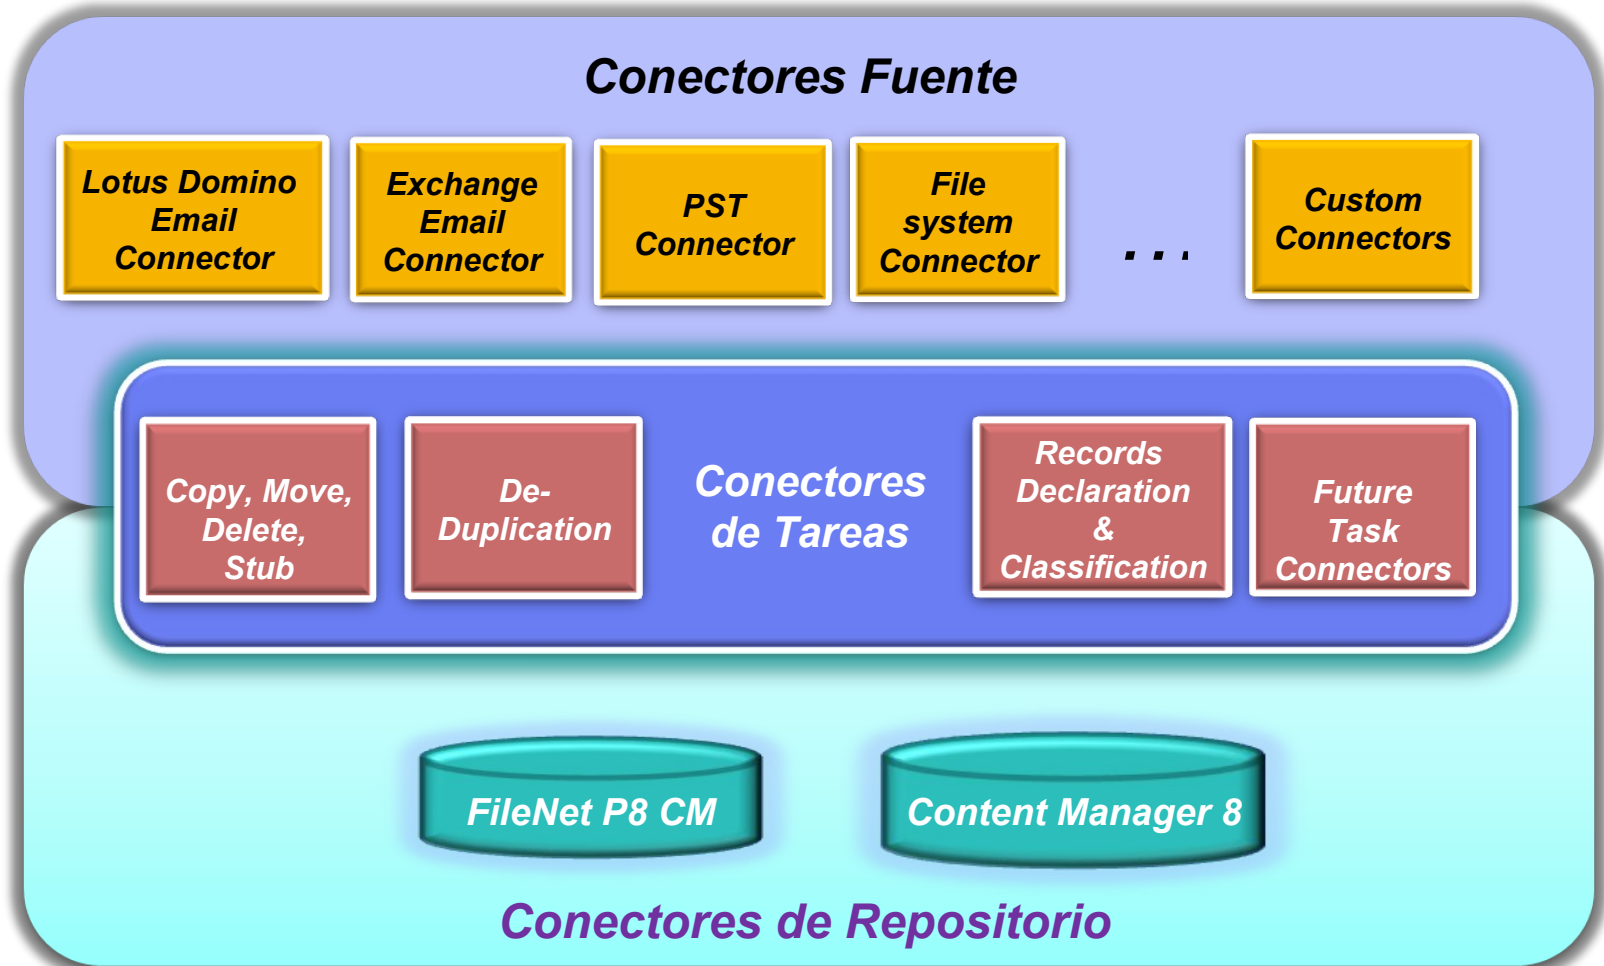 Conectores Fuente
Lotus Domino
Email
Connector
Exchange
Email
Connector
PST
Connector
File
system
Connector
...
Custom
Connectors
Copy, Move,
Delete,
Stub
De-
Duplication
Conectores
de Tareas
Records
Declaration
&
Classification
Future
Task
Connectors
FileNet P8 CM
Content Manager 8
Conectores de Repositorio